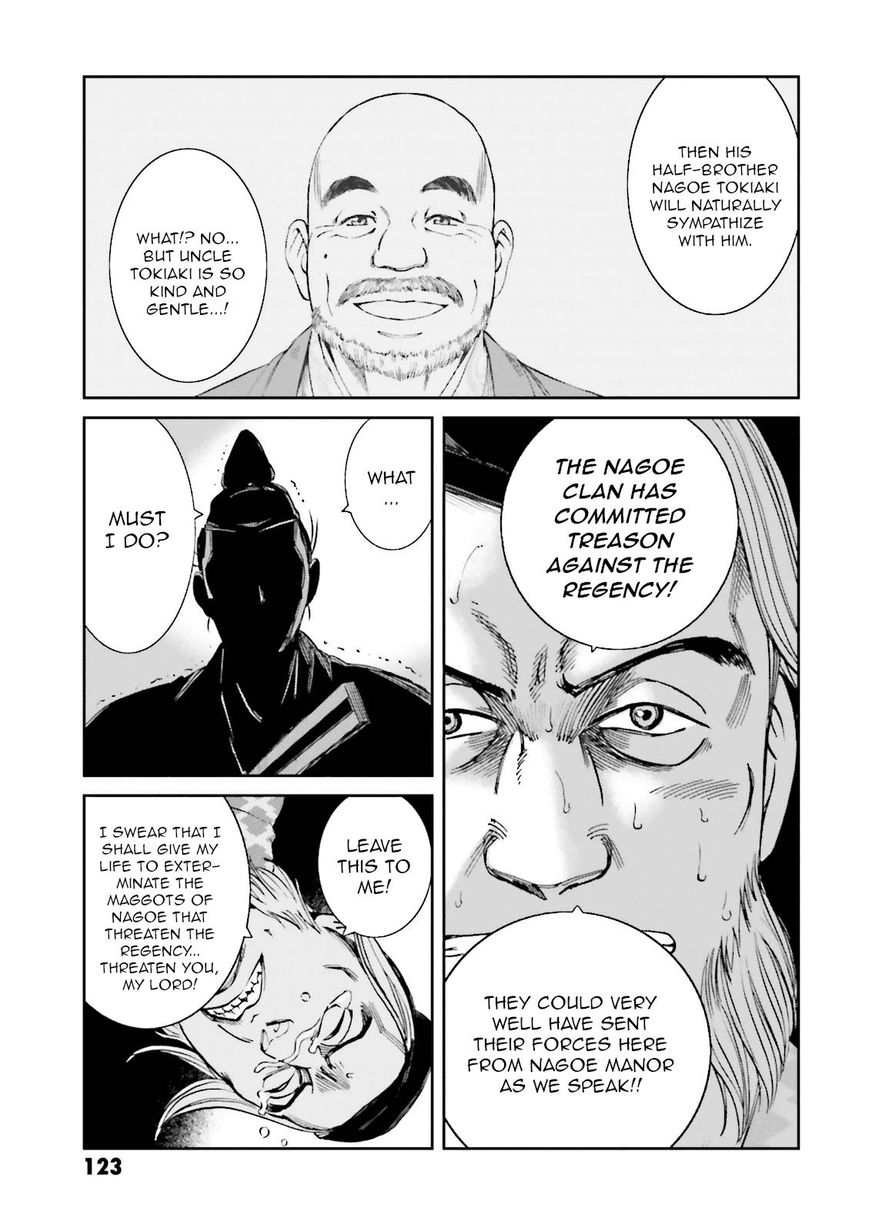 THEN HIS
HALF-BROTHER
NAGOE TOKIAKI
WILL NATURALLY
SYMPATHIZE
WITH HIM.
WHAT!? NO...
BUT UNCLE
TOKIAKI IS SO
KIND AND
GENTLE...!
THE NAGOE
CLAN HAS
COMMITTED
TREASON
AGAINST THE
REGENCY!
THEY COULD VERY
WELL HAVE SENT
THEIR FORCES HERE
FROM NAGOE MANOR
AS WE SPEAK!!
WHAT
...
MUST
I DO?
LEAVE
THIS TO
ME!
I SWEAR THAT I
SHALL GIVE MY
LIFE TO EXTER-
MINATE THE
MAGGOTS OF
NAGOE THAT
THREATEN THE
REGENCY...
THREATEN YOU,
MY LORD!
123